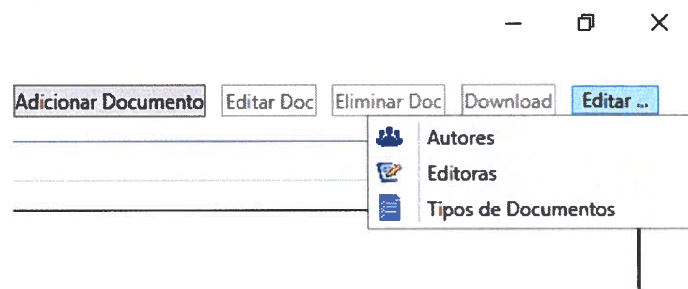 Adicionar Documento Editar Doc Eliminar Doc Download Editar ...
Autores
Editoras
Tipos de Documentos